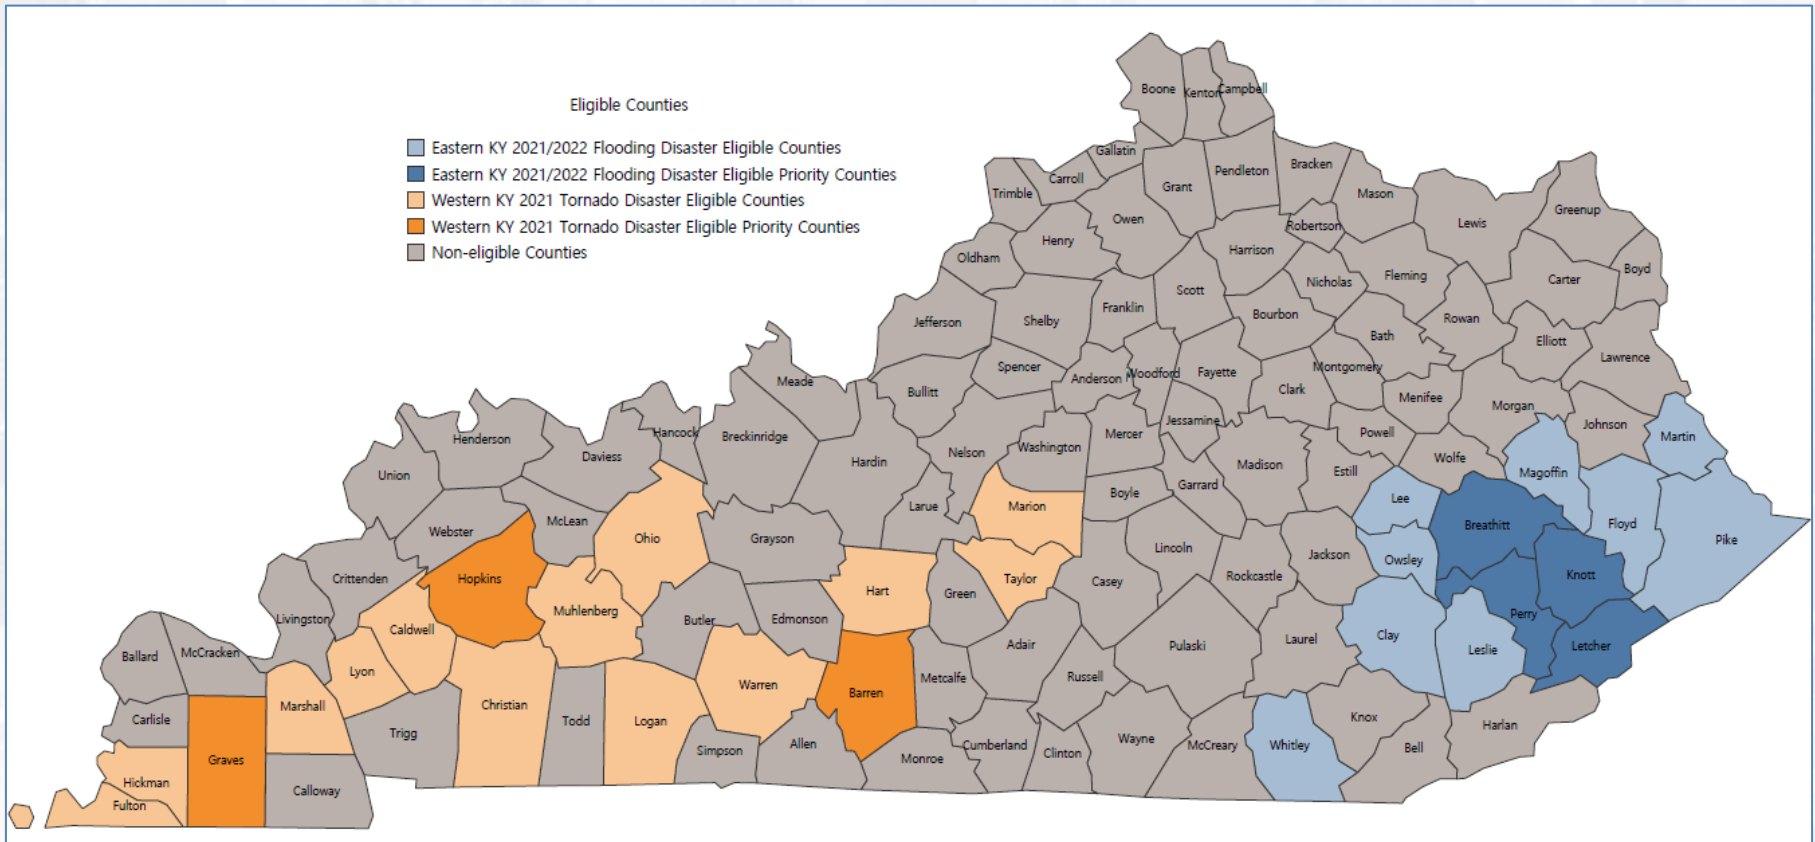 Eligible Counties
Eastern KY 2021/2022 Flooding Disaster Eligible Counties
Eastern KY 2021/2022 Flooding Disaster Eligible Priority Counties
Western KY 2021 Tornado Disaster Eligible Counties
Western KY 2021 Tornado Disaster Eligible Priority Counties
Non-eligible Counties
Boone
Kenton
Campbell
Gallatin
Carroll
Trimble
Grant
Pendleton
Bracken
Mason
Owen
Henry
Oldham
Robertson
Lewis
Greenup
Harrison
Nicholas
Fleming
Carter
Boyd
Jefferson
Shelby
Franklin
Scott
Bourbon
Bath
Rowan
Elliott
Lawrence
Meade
Bullitt
Spencer
Anderson
Woodford
Fayette
Clark
Montgomery
Menifee
Morgan
Johnson
Martin
Henderson
Daviess
Hancock
Breckinridge
Hardin
Nelson
Washington
Mercer
Jessamine
Madison
Powell
Estill
Wolfe
Magoffin
Union
Webster
McLean
Ohio
Grayson
Larue
Marion
Boyle
Garrard
Lee
Breathitt
Floyd
Pike
Crittenden
Hopkins
Muhlenberg
Butler
Edmonson
Hart
Green
Taylor
Casey
Lincoln
Rockcastle
Jackson
Owsley
Knott
Perry
Livingston
Caldwell
Ballard
McCracken
Lyon
Marshall
Christian
Todd
Logan
Warren
Barren
Metcalfe
Adair
Russell
Pulaski
Laurel
Clay
Leslie
Letcher
Carlisle
Graves
Trigg
Simpson
Allen
Monroe
Cumberland
Clinton
Wayne
McCreary
Whitley
Knox
Bell
Harlan
Hickman
Fulton
Calloway